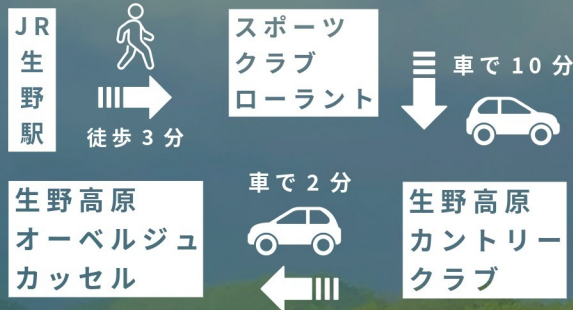 JR
生
野
駅
徒歩 3 分
スポーツ
クラブ
ローラント
車で 10 分
生野高原
カントリー
クラブ
車で 2 分
生野高原
オーベルジュ
カッセル